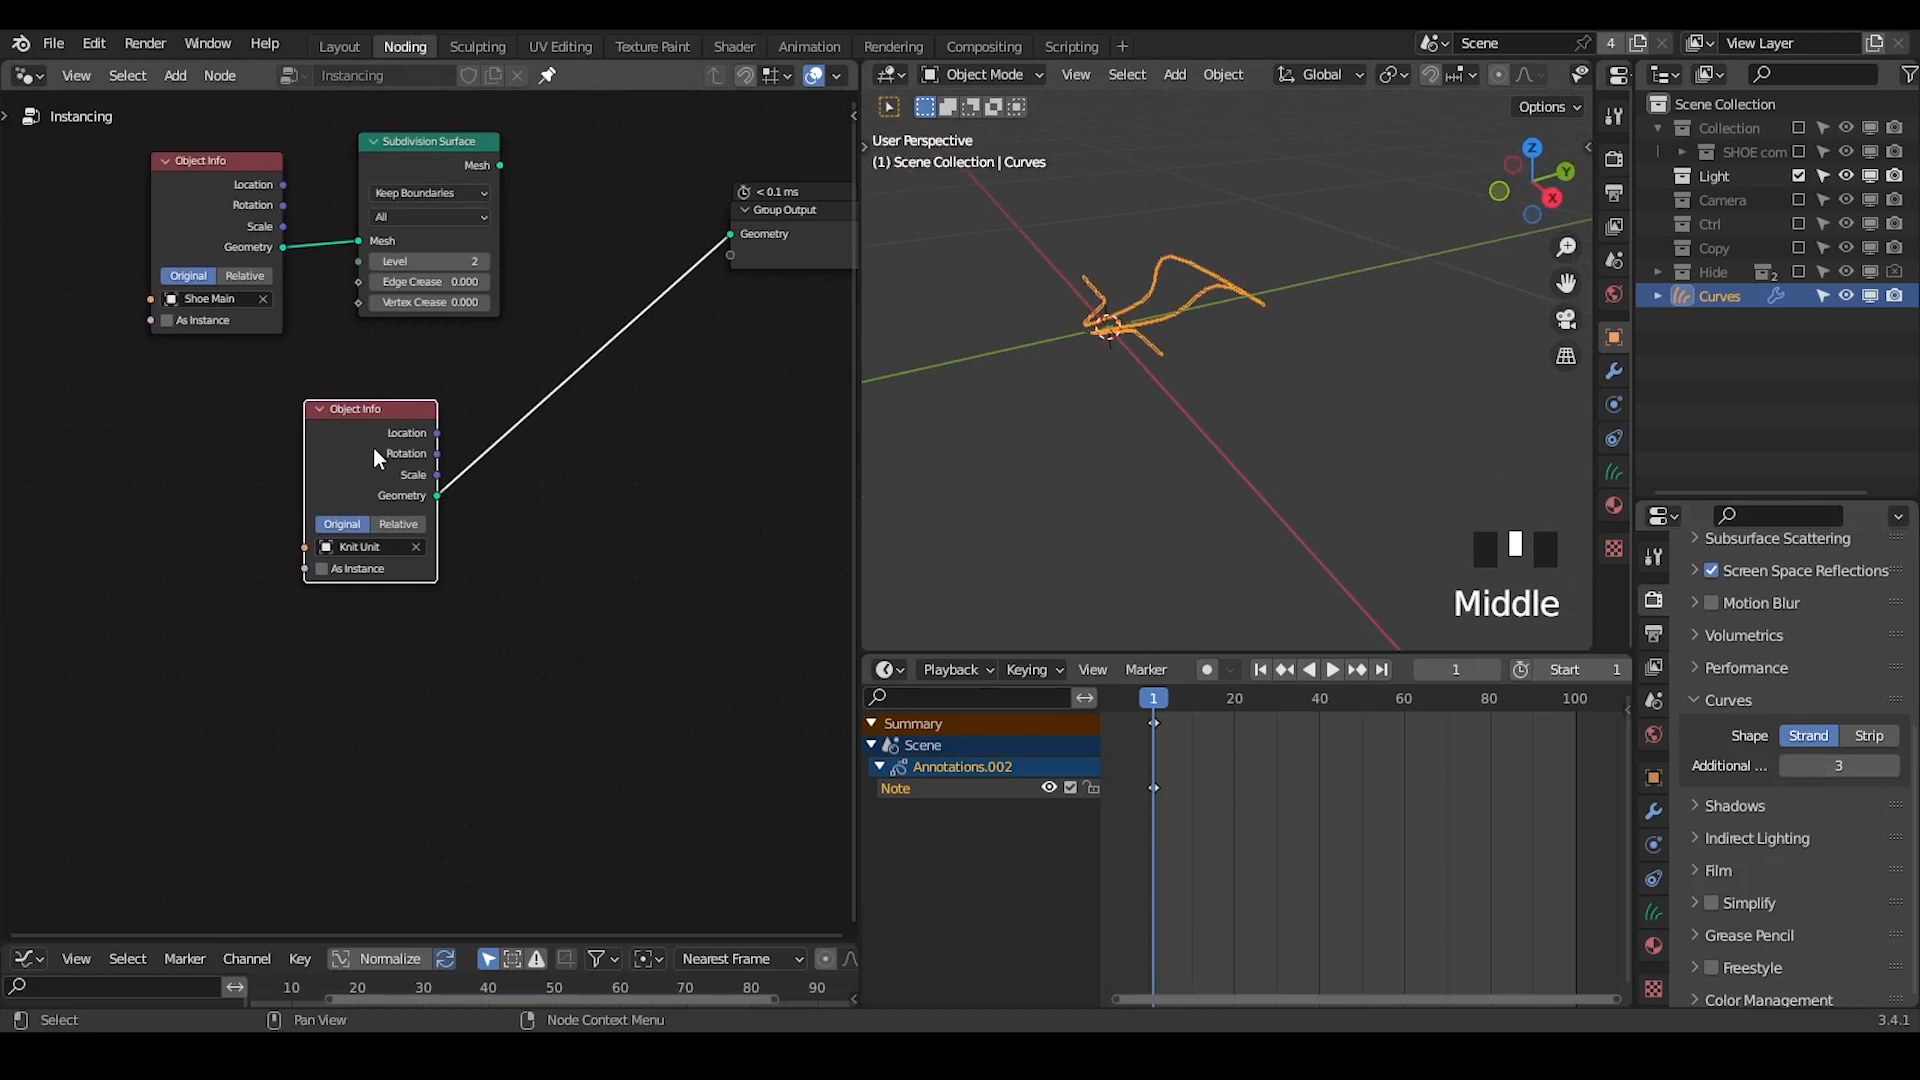 File Edit Render Window Help Layout Noding Sculpting UV Editing Texture Paint Shader Animation Rendering Compositing Scripting Scene 4 View Layer
View Select Add Node Instancing
Object Mode View Select Add Object Global
Options
Instancing
User Perspective
(1) Scene Collection | Curves
Object Info
Location
Rotation
Scale
Geometry
Original Relative
Shoe Main
As Instance
Subdivision Surface
Mesh
Keep Boundaries
All
Mesh
Level 2
Edge Crease 0.000
Vertex Crease 0.000
< 0.1 ms
Group Output
Geometry
Object Info
Location
Rotation
Scale
Geometry
Original Relative
Knit Unit
As Instance
Z
Y
X
Middle
Scene Collection
Collection
SHOE com
Light
Camera
Ctrl
Copy
Hide 2
Curves
Subsurface Scattering
Screen Space Reflections
Motion Blur
Volumetrics
Performance
Curves
Shape Strand Strip
Additional ... 3
Shadows
Indirect Lighting
Film
Simplify
Grease Pencil
Freestyle
Color Management
Playback Keying View Marker 1 Start 1
1 20 40 60 80 100
Summary
Scene
Annotations.002
Note
View Select Marker Channel Key Normalize Nearest Frame
10 20 30 40 50 60 70 80 90
Select Pan View Node Context Menu 3.4.1